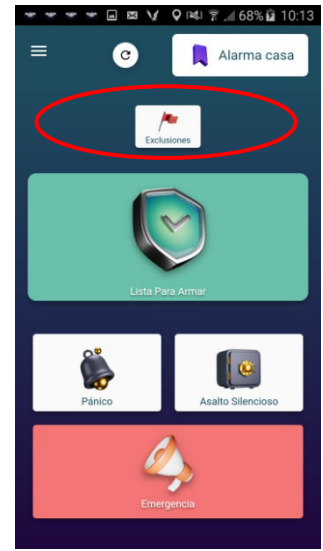 68% 10:13
Alarma casa
Exclusiones
Lista Para Armar
Pánico
Asalto Silencioso
Emergencia